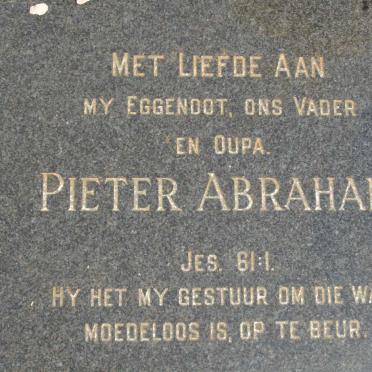 MET LIEFDE AAN
MY EGGENOOT, ONS VADER
EN OUPA.
PIETER ABRAHAM
JES. 61:1.
HY HET MY GESTUUR OM DIE WA
MOEDELOOS IS, OP TE BEUR.